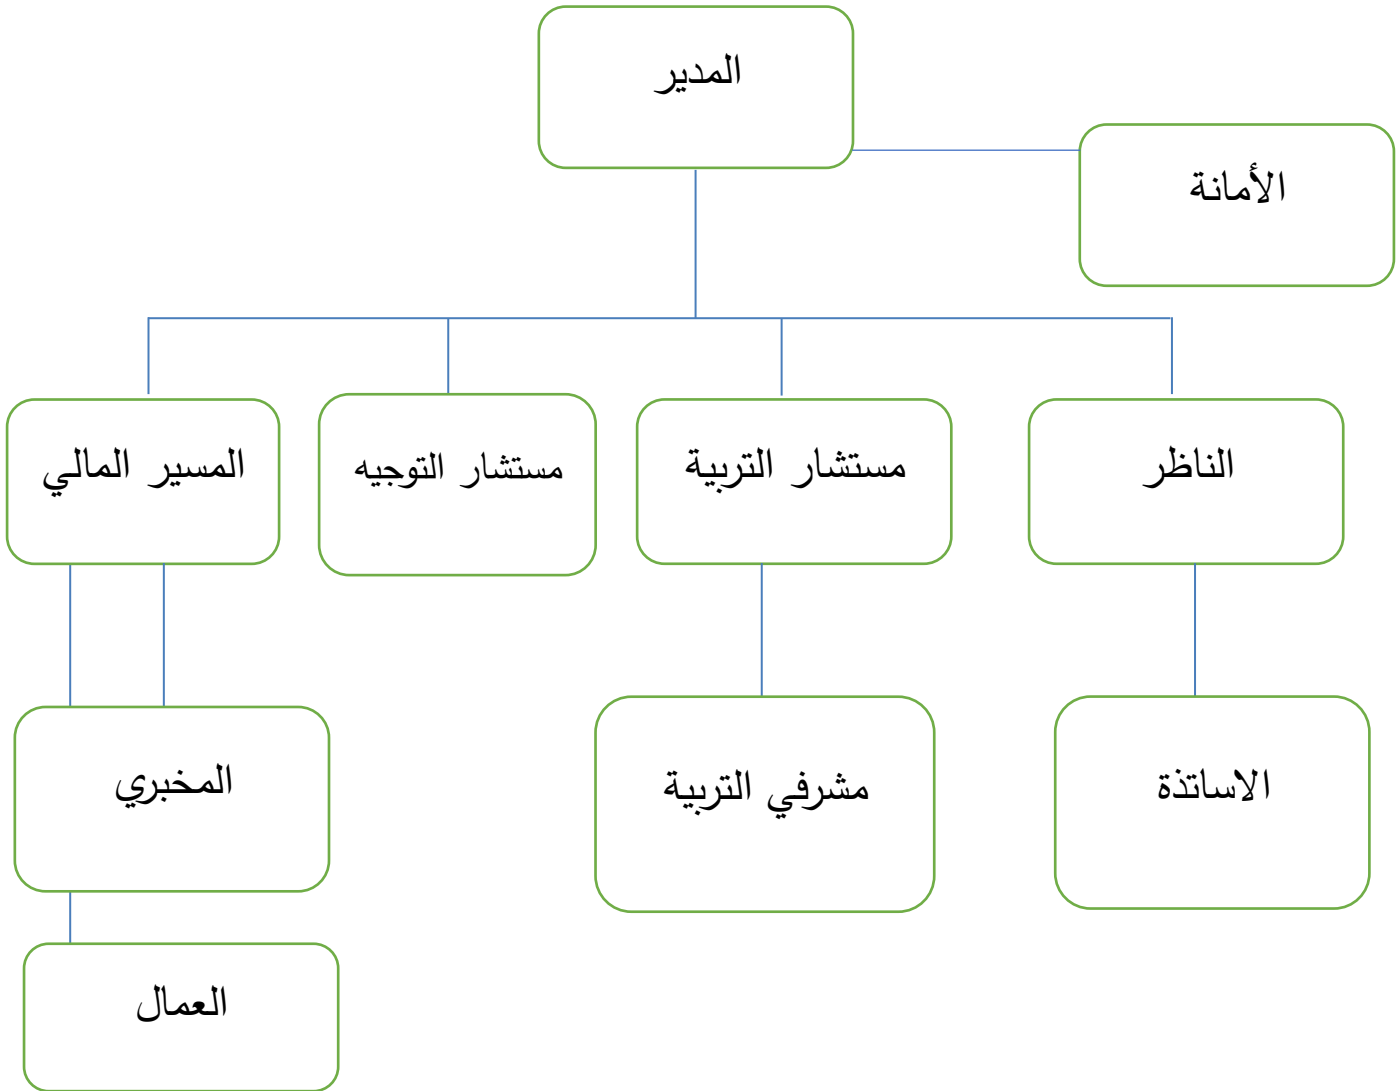 المدير
الأمانة
الناظر
مستشار التربية
مستشار التوجيه
المسير المالي
الاساتذة
مشرفي التربية
المخبري
العمال